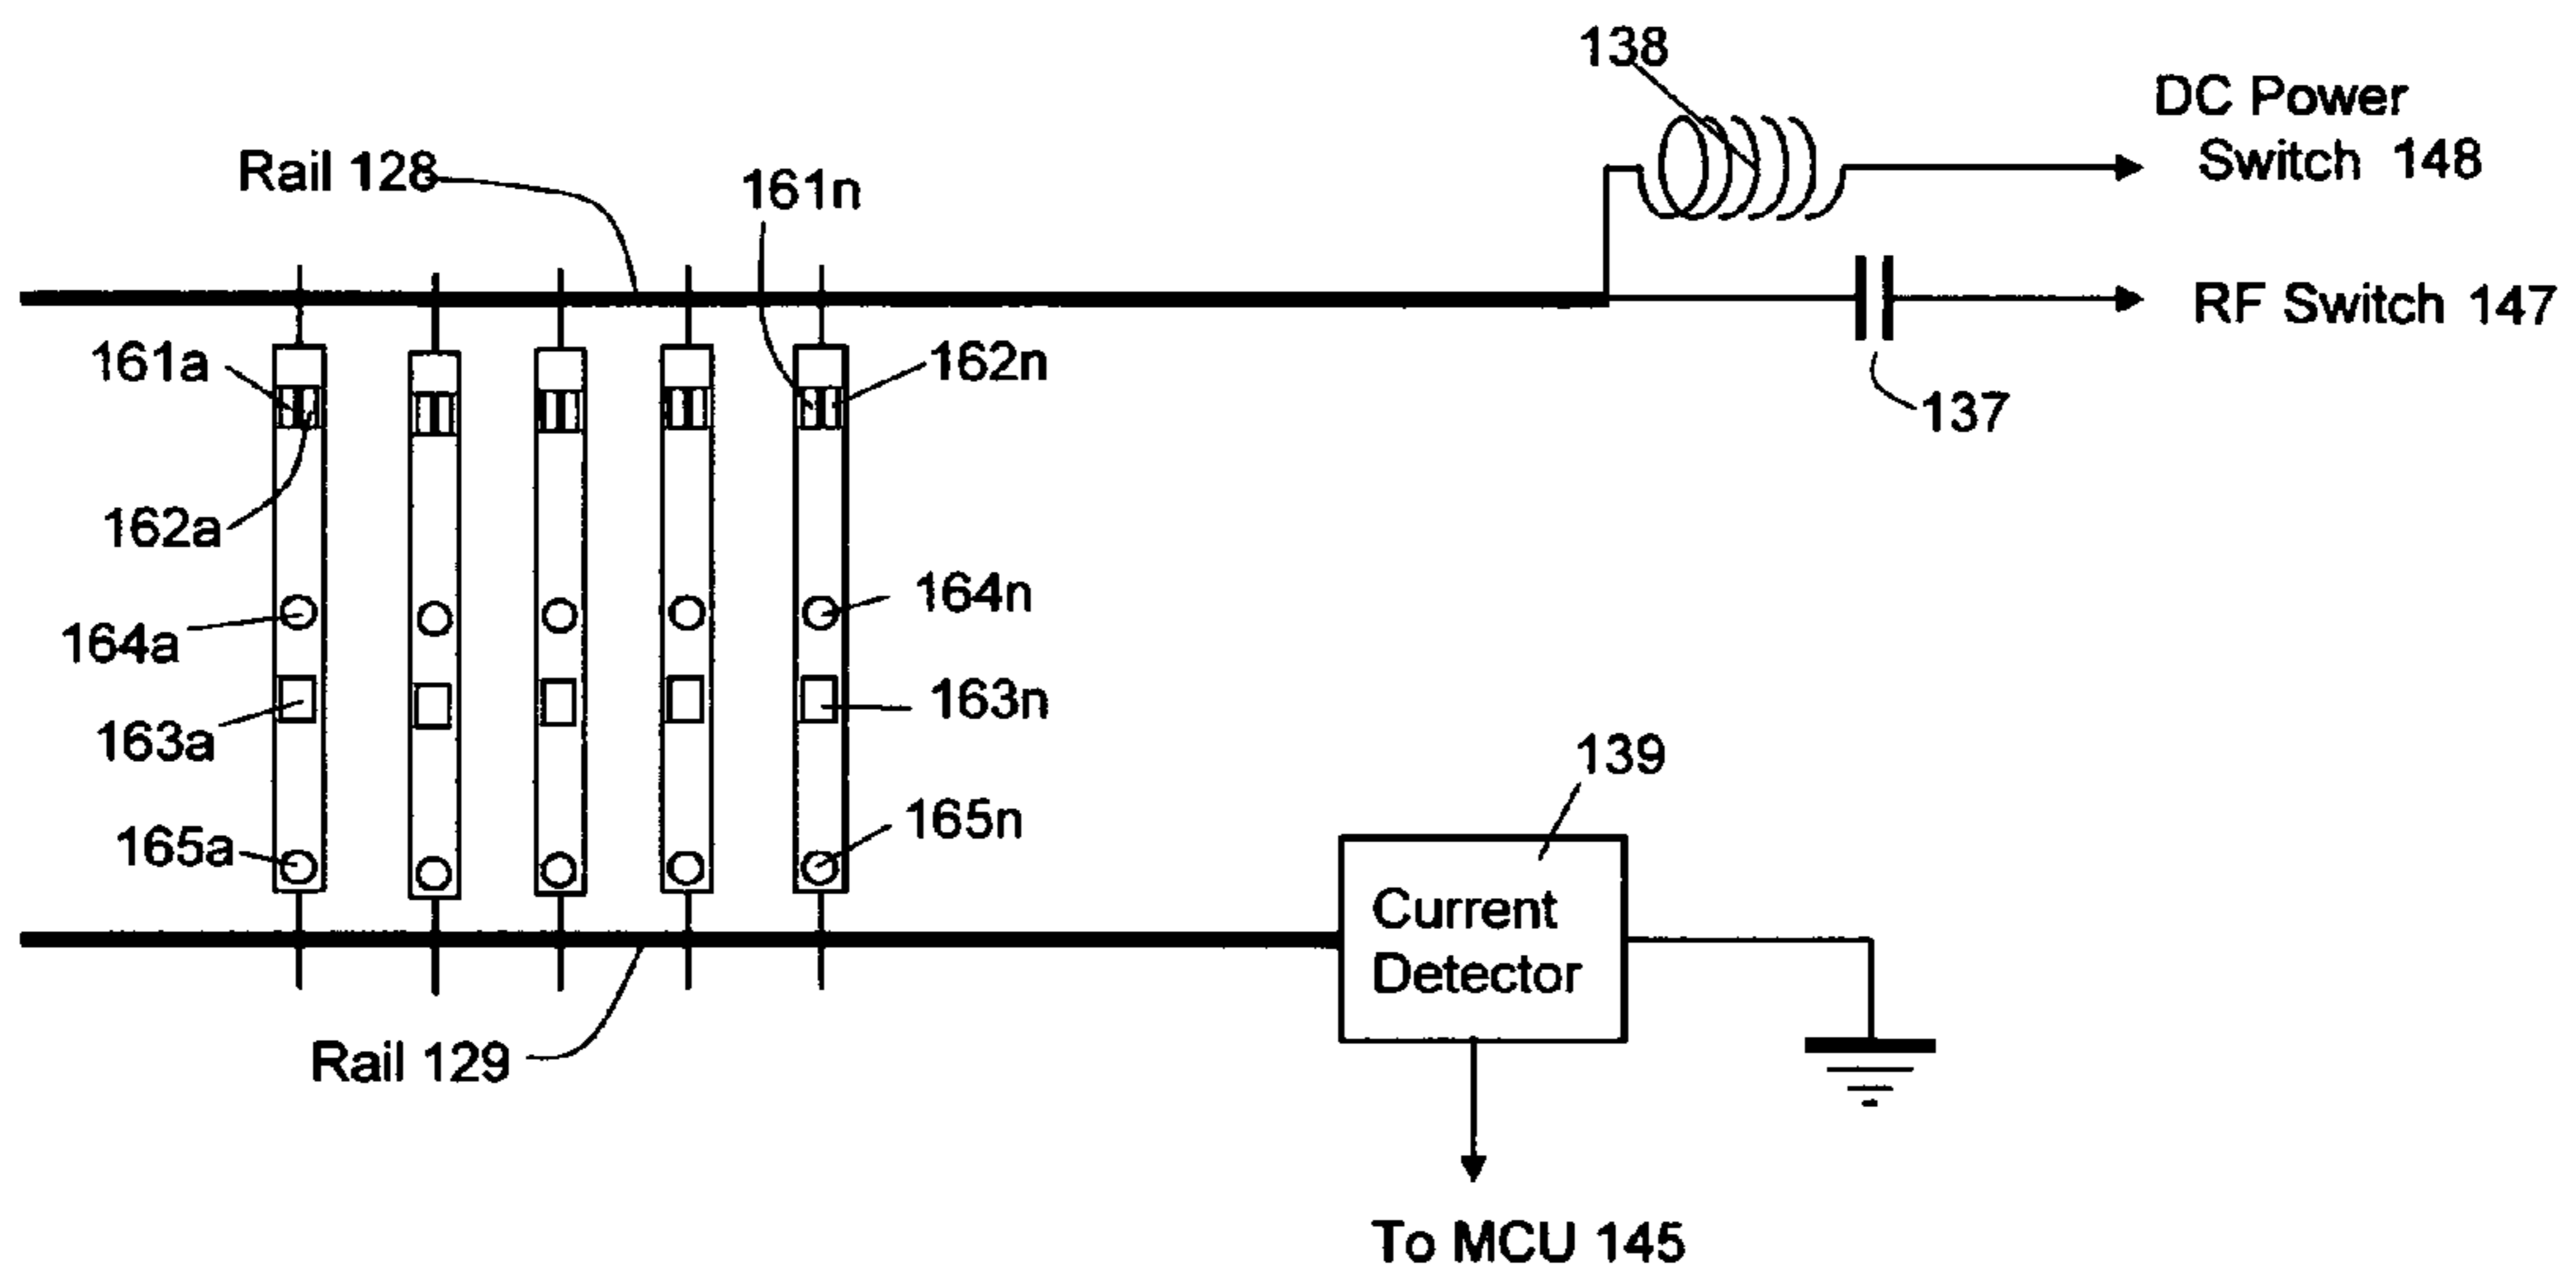 138
DC Power
Switch 148
Rail 128
161n
RF Switch 147
161a
162n
137
162a
164n
164a
163n
163a
139
165n
165a
Current
Detector
Rail 129
To MCU 145